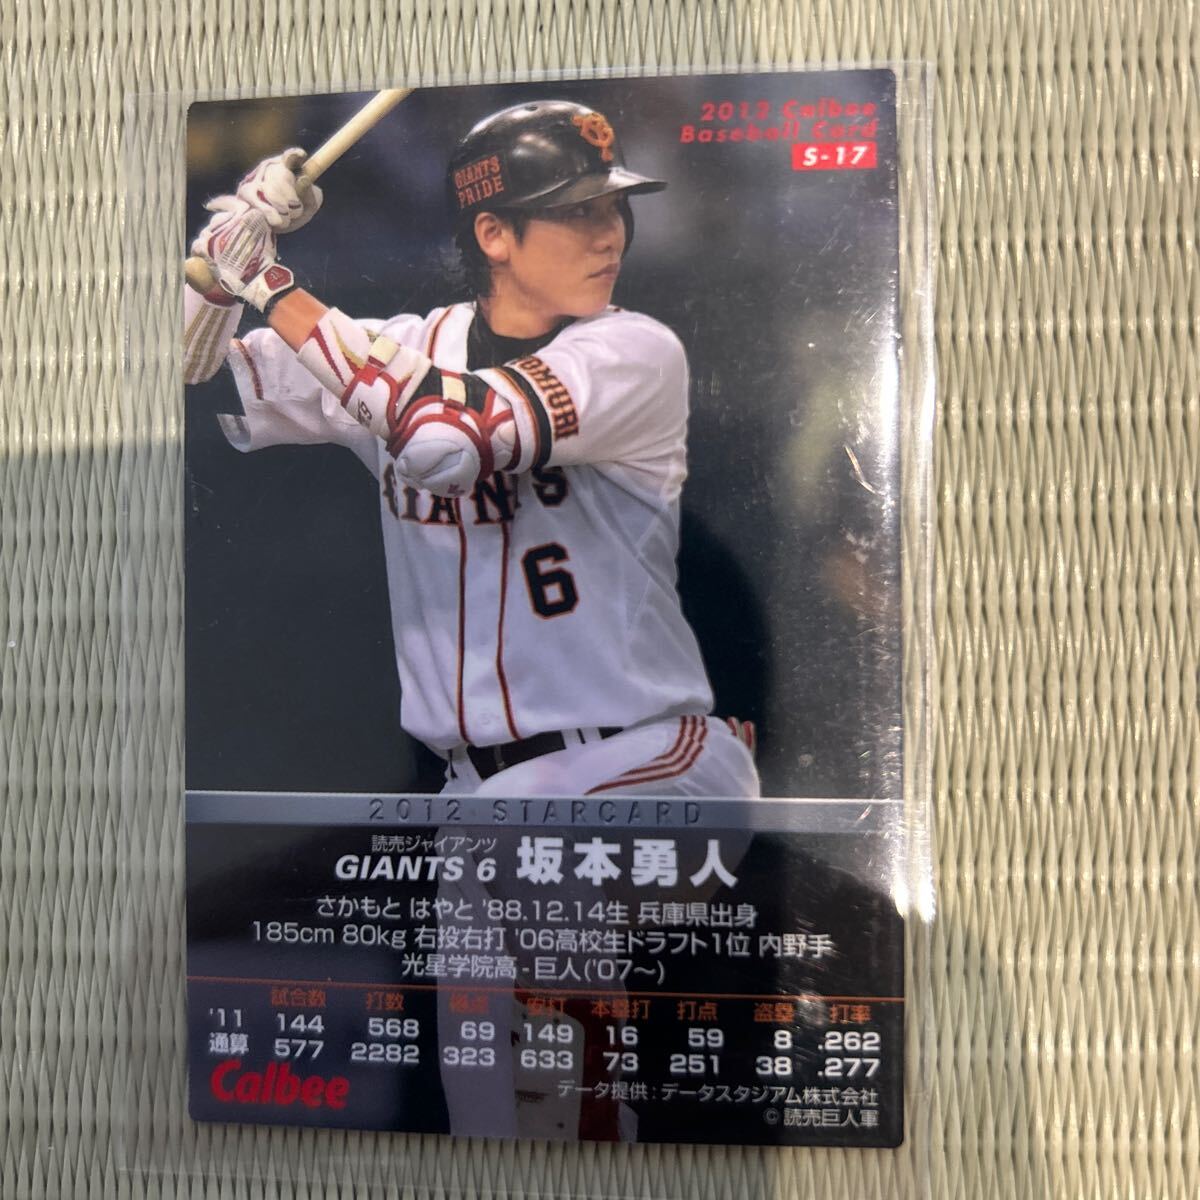 2012 Calbee
Baseball Card
S-17
GIANTS
PRIDE
YOMIURI
GIANTS
6
2012 STARCARD
読売ジャイアンツ
GIANTS 6 坂本勇人
さかもと はやと '88.12.14生 兵庫県出身
185cm 80kg 右投右打 '06高校生ドラフト1位 内野手
光星学院高-巨人('07〜)
試合数 打数 得点 安打 本塁打 打点 盗塁 打率
'11 144 568 69 149 16 59 8 .262
通算 577 2282 323 633 73 251 38 .277
Calbee
データ提供:データスタジアム株式会社
©読売巨人軍